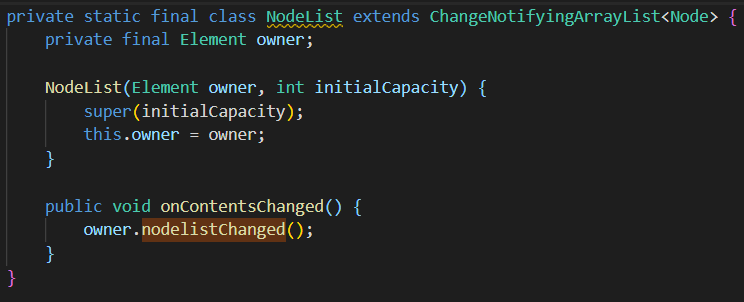 private static final class NodeList extends ChangeNotifyingArrayList<Node> {
    private final Element owner;

    NodeList(Element owner, int initialCapacity) {
        super(initialCapacity);
        this.owner = owner;
    }

    public void onContentsChanged() {
        owner.nodelistChanged();
    }
}